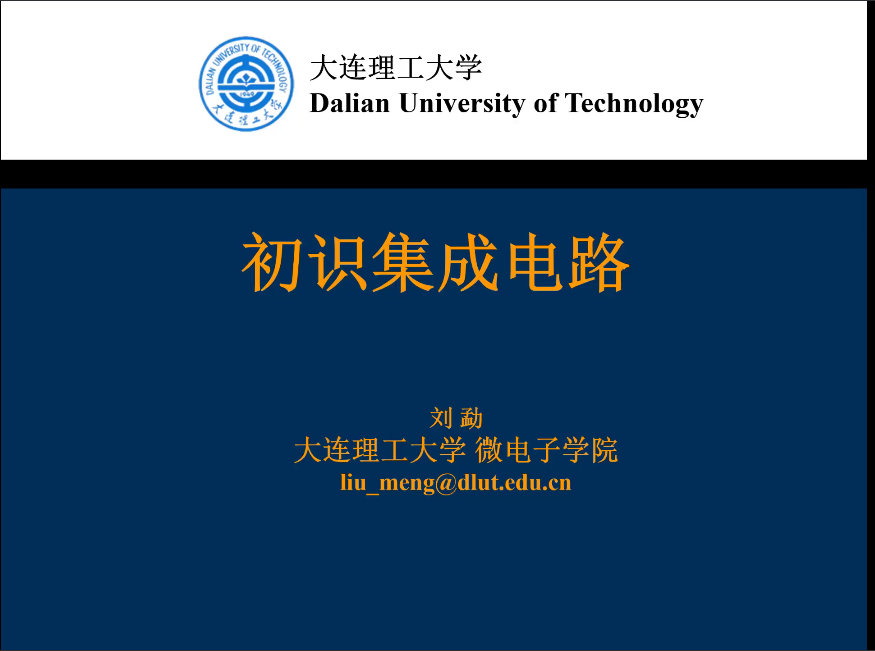 DALIAN UNIVERSITY OF TECHNOLOGY
1949
大连理工大学
大连理工大学
Dalian University of Technology
初识集成电路
刘 勐
大连理工大学 微电子学院
liu_meng@dlut.edu.cn